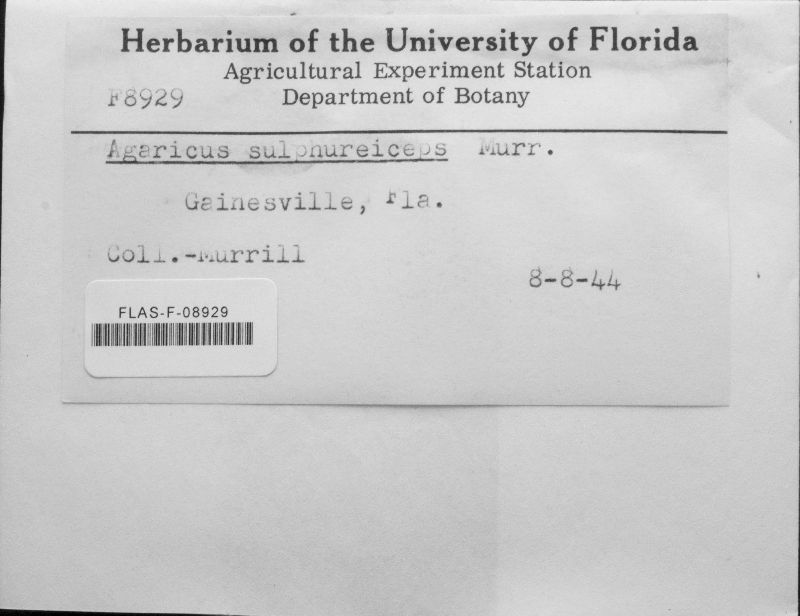 Herbarium of the University of Florida
Agricultural Experiment Station
F8929 Department of Botany
Agaricus sulphureiceps Murr.
Gainesville, Fla.
Coll.-Murrill
8-8-44
FLAS-F-08929